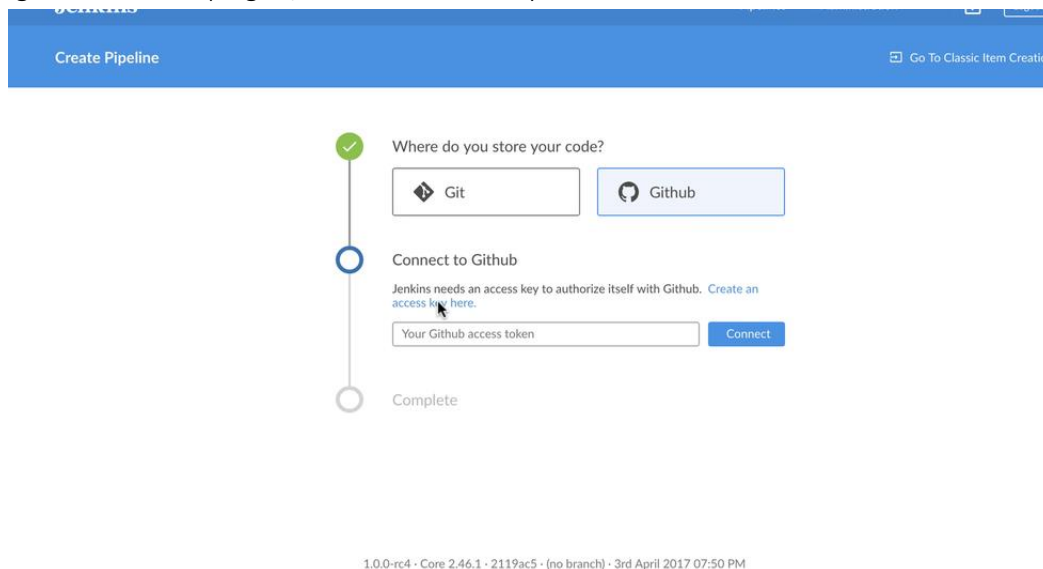 Jenkins
Create Pipeline
Go To Classic Item Creatio
Where do you store your code?
Git
Github
Connect to Github
Jenkins needs an access key to authorize itself with Github. Create an
access key here.
Your Github access token
Connect
Complete
1.0.0-rc4 · Core 2.46.1 · 2119ac5 · (no branch) · 3rd April 2017 07:50 PM